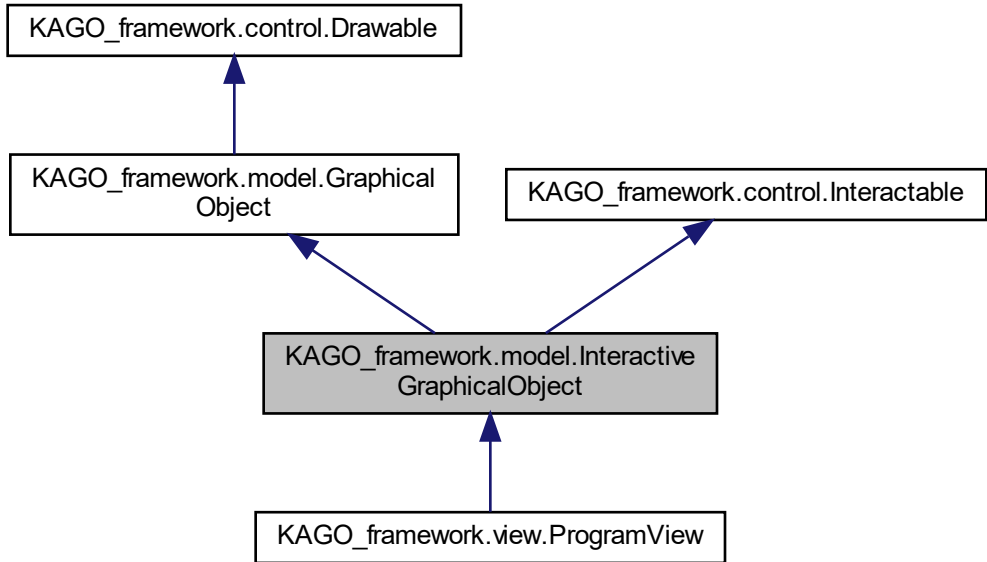 KAGO_framework.control.Drawable
KAGO_framework.model.Graphical
Object
KAGO_framework.control.Interactable
KAGO_framework.model.Interactive
GraphicalObject
KAGO_framework.view.ProgramView